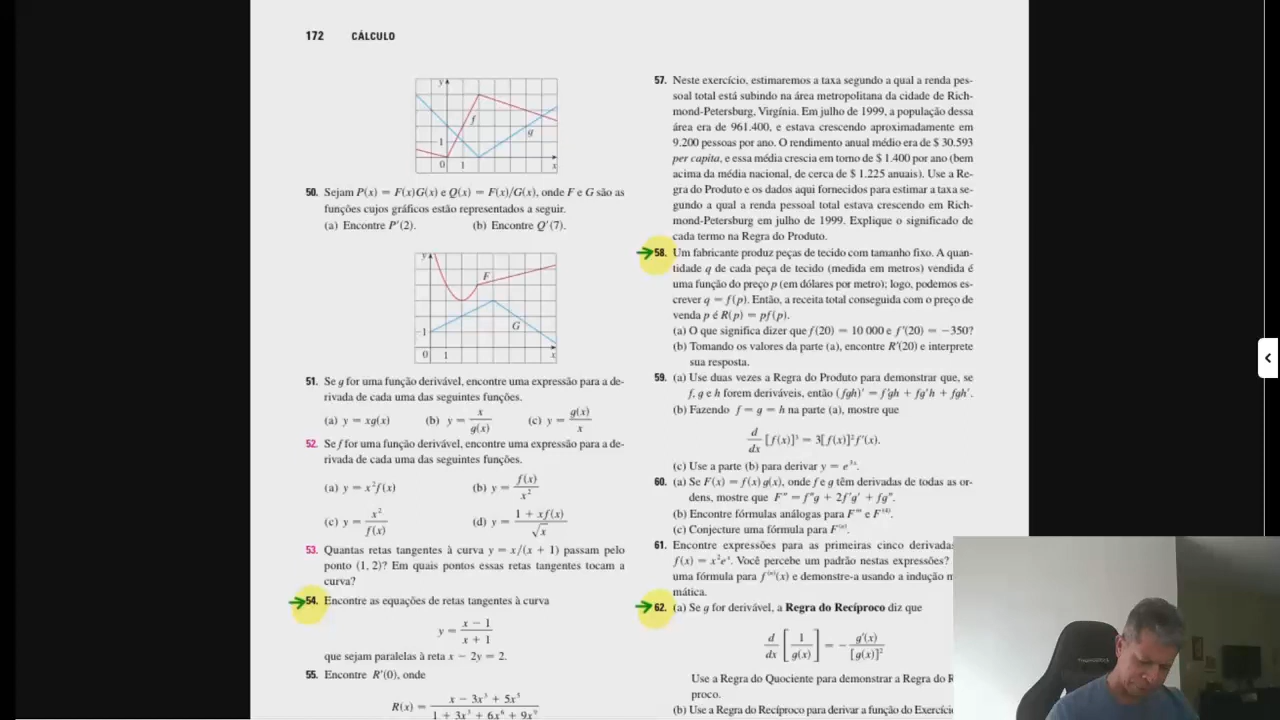 172 CÁLCULO
y
f
g
1
0 1 x
50. Sejam P(x) = F(x)G(x) e Q(x) = F(x)/G(x), onde F e G são as
funções cujos gráficos estão representados a seguir.
(a) Encontre P′(2). (b) Encontre Q′(7).
y
F
G
1
0 1 x
51. Se g for uma função derivável, encontre uma expressão para a de-
rivada de cada uma das seguintes funções.
(a) y = xg(x) (b) y = x/g(x) (c) y = g(x)/x
52. Se f for uma função derivável, encontre uma expressão para a de-
rivada de cada uma das seguintes funções.
(a) y = x²f(x) (b) y = f(x)/x²
(c) y = x²/f(x) (d) y = (1 + xf(x))/√x
53. Quantas retas tangentes à curva y = x/(x + 1) passam pelo
ponto (1, 2)? Em quais pontos essas retas tangentes tocam a
curva?
54. Encontre as equações de retas tangentes à curva
y = (x − 1)/(x + 1)
que sejam paralelas à reta x − 2y = 2.
55. Encontre R′(0), onde
R(x) = (x − 3x³ + 5x⁵)/(1 + 3x³ + 6x⁶ + 9x⁹)
57. Neste exercício, estimaremos a taxa segundo a qual a renda pes-
soal total está subindo na área metropolitana da cidade de Rich-
mond-Petersburg, Virgínia. Em julho de 1999, a população dessa
área era de 961.400, e estava crescendo aproximadamente em
9.200 pessoas por ano. O rendimento anual médio era de $ 30.593
per capita, e essa média crescia em torno de $ 1.400 por ano (bem
acima da média nacional, de cerca de $ 1.225 anuais). Use a Re-
gra do Produto e os dados aqui fornecidos para estimar a taxa se-
gundo a qual a renda pessoal total estava crescendo em Rich-
mond-Petersburg em julho de 1999. Explique o significado de
cada termo na Regra do Produto.
58. Um fabricante produz peças de tecido com tamanho fixo. A quan-
tidade q de cada peça de tecido (medida em metros) vendida é
uma função do preço p (em dólares por metro); logo, podemos es-
crever q = f(p). Então, a receita total conseguida com o preço de
venda p é R(p) = pf(p).
(a) O que significa dizer que f(20) = 10 000 e f′(20) = −350?
(b) Tomando os valores da parte (a), encontre R′(20) e interprete
sua resposta.
59. (a) Use duas vezes a Regra do Produto para demonstrar que, se
f, g e h forem deriváveis, então (fgh)′ = f′gh + fg′h + fgh′.
(b) Fazendo f = g = h na parte (a), mostre que
d/dx [f(x)]³ = 3[f(x)]²f′(x).
(c) Use a parte (b) para derivar y = e³ˣ.
60. (a) Se F(x) = f(x) g(x), onde f e g têm derivadas de todas as or-
dens, mostre que F″ = f″g + 2f′g′ + fg″.
(b) Encontre fórmulas análogas para F‴ e F⁽⁴⁾.
(c) Conjecture uma fórmula para F⁽ⁿ⁾.
61. Encontre expressões para as primeiras cinco derivadas
f(x) = x²eˣ. Você percebe um padrão nestas expressões?
uma fórmula para f⁽ⁿ⁾(x) e demonstre-a usando a indução m
mática.
62. (a) Se g for derivável, a Regra do Recíproco diz que
d/dx [1/g(x)] = − g′(x)/[g(x)]²
Use a Regra do Quociente para demonstrar a Regra do R
proco.
(b) Use a Regra do Recíproco para derivar a função do Exercíci